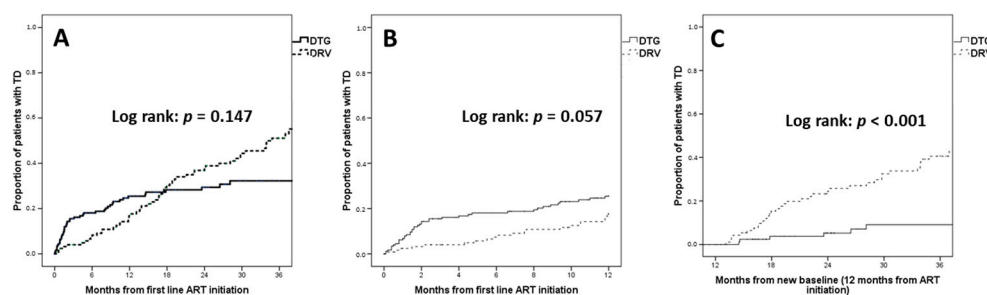 A
DTG
DRV
Proportion of patients with TD
1.0
0.8
0.6
0.4
0.2
0.0
Log rank: p = 0.147
0 6 12 18 24 30 36
Months from first line ART initiation
B
DTG
DRV
Proportion of patients with TD
1.0
0.8
0.6
0.4
0.2
0.0
Log rank: p = 0.057
0 2 4 6 8 10 12
Months from first line ART initiation
C
DTG
DRV
Proportion of patients with TD
1.0
0.8
0.6
0.4
0.2
0.0
Log rank: p < 0.001
12 18 24 30 36
Months from new baseline (12 months from ART
initiation)